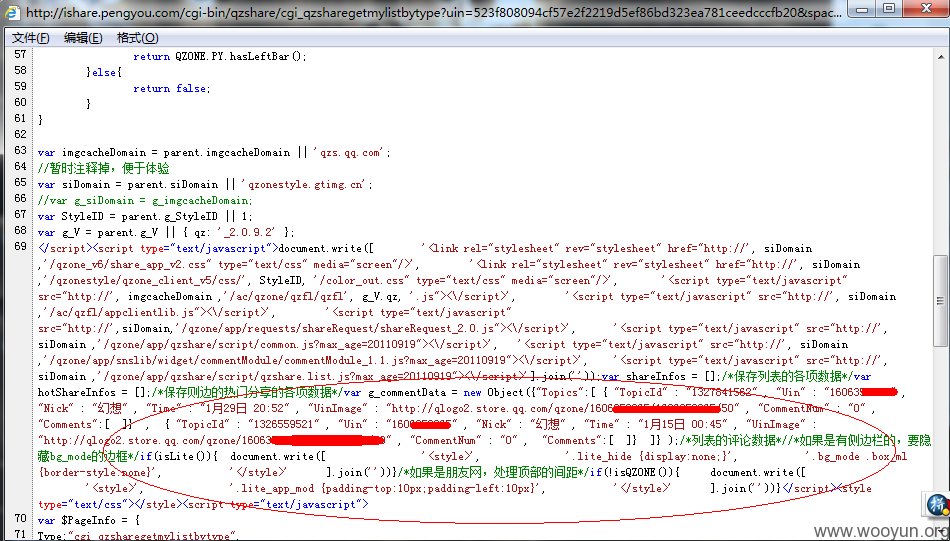 http://ishare.pengyou.com/cgi-bin/qzshare/cgi_qzsharegetmylistbytype?uin=523f808094cf57e2f2219d5ef86bd323ea781ceedcccfb20&spac...
文件(F) 编辑(E) 格式(O)
57 return QZONE.PY.hasLeftBar();
58 }else{
59 return false;
60 }
61 }
62
63 var imgcacheDomain = parent.imgcacheDomain || 'qzs.qq.com';
64 //暂时注释掉，便于体验
65 var siDomain = parent.siDomain || 'qzonestyle.gtimg.cn';
66 //var g_siDomain = g_imgcacheDomain;
67 var StyleID = parent.g_StyleID || 1;
68 var g_V = parent.g_V || { qz: '_2.0.9.2' };
69 </script><script type="text/javascript">document.write([ '<link rel="stylesheet" rev="stylesheet" href="http://', siDomain
,'/qzone_v6/share_app_v2.css" type="text/css" media="screen"/>', '<link rel="stylesheet" rev="stylesheet" href="http://', siDomain
,'/qzonestyle/qzone_client_v5/css/', StyleID, '/color_out.css" type="text/css" media="screen"/>', '<script type="text/javascript"
src="http://', imgcacheDomain ,'/ac/qzone/qzfl/qzfl', g_V.qz, '.js"><\/script>', '<script type="text/javascript" src="http://', siDomain
,'/ac/qzfl/appclientlib.js"><\/script>', '<script type="text/javascript"
src="http://',siDomain,'/qzone/app/requests/shareRequest/shareRequest_2.0.js"><\/script>', '<script type="text/javascript" src="http://',
siDomain ,'/qzone/app/qzshare/script/common.js?max_age=20110919"><\/script>', '<script type="text/javascript" src="http://', siDomain
,'/qzone/app/snslib/widget/commentModule/commentModule_1.1.js?max_age=20110919"><\/script>', '<script type="text/javascript" src="http://',
siDomain ,'/qzone/app/qzshare/script/qzshare.list.js?max_age=20110919"><\/script>'].join(''));var shareInfos = [];/*保存列表的各项数据*/var
hotShareInfos = [];/*保存侧边的热门分享的各项数据*/var g_commentData = new Object({"Topics":[ { "TopicId" : "1327841562" , "Uin" : "16063 ,
"Nick" : "幻想" , "Time" : "1月29日 20:52" , "UinImage" : "http://qlogo2.store.qq.com/qzone/1606 /50" , "CommentNum" : "0" ,
"Comments":[ ]} , { "TopicId" : "1326559521" , "Uin" : "1606 , "Nick" : "幻想" , "Time" : "1月15日 00:45" , "UinImage" :
"http://qlogo2.store.qq.com/qzone/16063 , "CommentNum" : "0" , "Comments":[ ]} ]} );/*列表的评论数据*//*如果是有侧边栏的，要隐
藏bg_mode的边框*/if(isLite()){ document.write([ '<style>', '.lite_hide {display:none;}', '.bg_mode .box_ml
{border-style:none}', '</style>' ].join(''))}/*如果是朋友网，处理顶部的间距*/if(!isQZONE()){ document.write([
'<style>', '.lite_app_mod {padding-top:10px;padding-left:10px}', '</style>' ].join(''))}</script><style
type="text/css"></style><script type="text/javascript">
70 var $PageInfo = {
71 Type:"cgi_qzsharegetmylistbytype",
www.wooyun.org